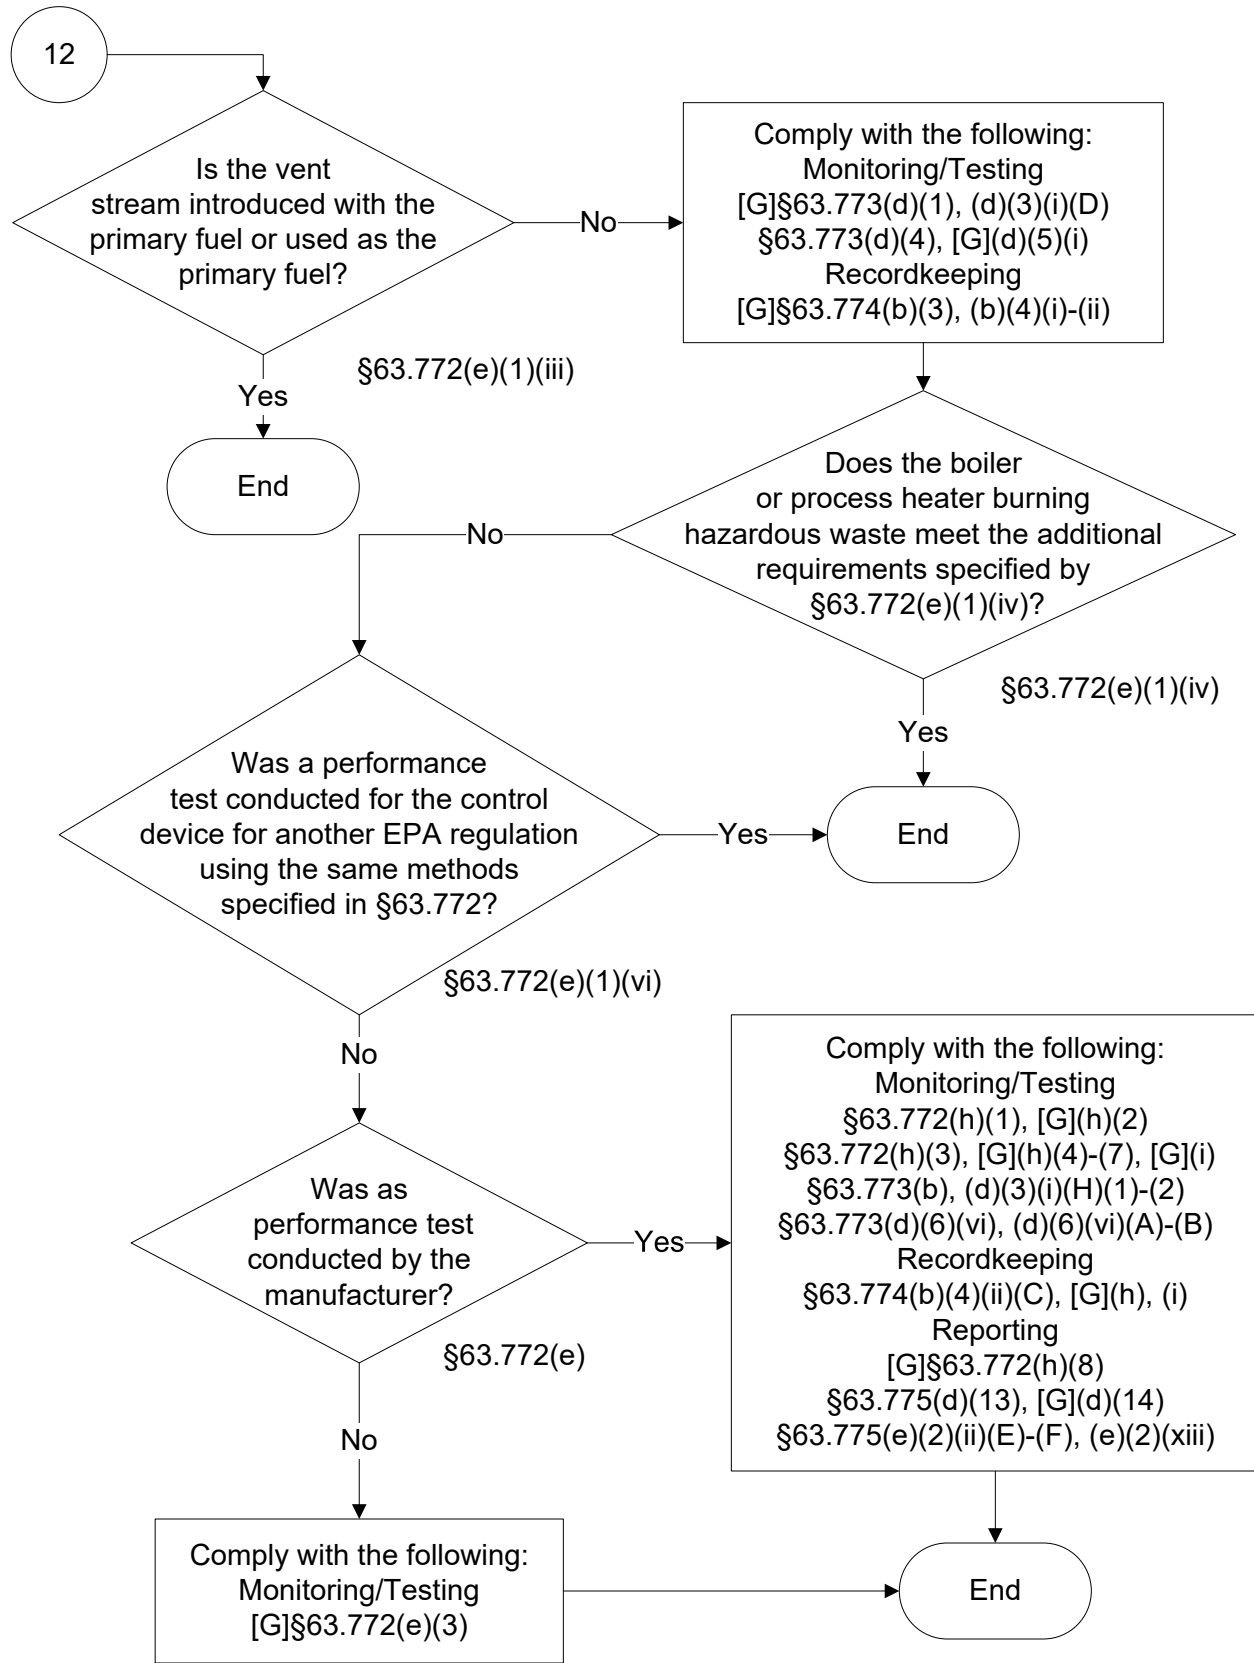 12
Is the vent
stream introduced with the
primary fuel or used as the
primary fuel?
No
Comply with the following:
Monitoring/Testing
[G]§63.773(d)(1), (d)(3)(i)(D)
§63.773(d)(4), [G](d)(5)(i)
Recordkeeping
[G]§63.774(b)(3), (b)(4)(i)-(ii)
§63.772(e)(1)(iii)
Yes
End
Does the boiler
or process heater burning
hazardous waste meet the additional
requirements specified by
§63.772(e)(1)(iv)?
No
§63.772(e)(1)(iv)
Yes
Was a performance
test conducted for the control
device for another EPA regulation
using the same methods
specified in §63.772?
Yes
End
§63.772(e)(1)(vi)
No
Was as
performance test
conducted by the
manufacturer?
Yes
Comply with the following:
Monitoring/Testing
§63.772(h)(1), [G](h)(2)
§63.772(h)(3), [G](h)(4)-(7), [G](i)
§63.773(b), (d)(3)(i)(H)(1)-(2)
§63.773(d)(6)(vi), (d)(6)(vi)(A)-(B)
Recordkeeping
§63.774(b)(4)(ii)(C), [G](h), (i)
Reporting
[G]§63.772(h)(8)
§63.775(d)(13), [G](d)(14)
§63.775(e)(2)(ii)(E)-(F), (e)(2)(xiii)
§63.772(e)
No
Comply with the following:
Monitoring/Testing
[G]§63.772(e)(3)
End